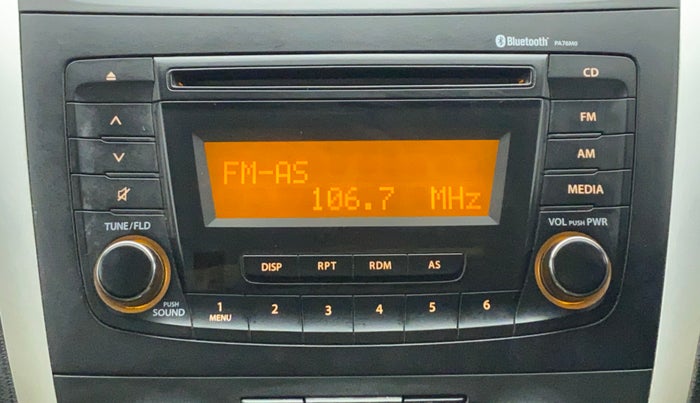 Bluetooth PA76M0
CD
FM
AM
MEDIA
FM-AS
106.7 MHz
TUNE/FLD
VOL PUSH PWR
DISP RPT RDM AS
PUSH
SOUND
1 2 3 4 5 6
MENU